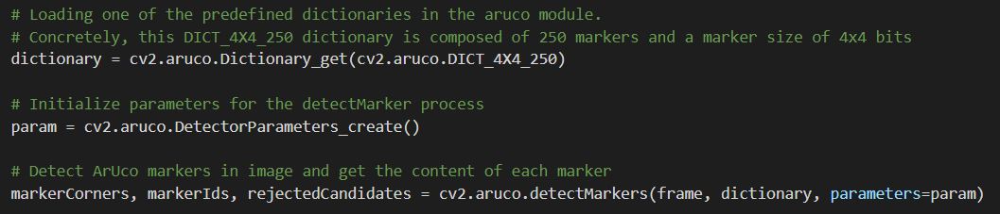 # Loading one of the predefined dictionaries in the aruco module.
# Concretely, this DICT_4X4_250 dictionary is composed of 250 markers and a marker size of 4x4 bits
dictionary = cv2.aruco.Dictionary_get(cv2.aruco.DICT_4X4_250)
# Initialize parameters for the detectMarker process
param = cv2.aruco.DetectorParameters_create()
# Detect ArUco markers in image and get the content of each marker
markerCorners, markerIds, rejectedCandidates = cv2.aruco.detectMarkers(frame, dictionary, parameters=param)